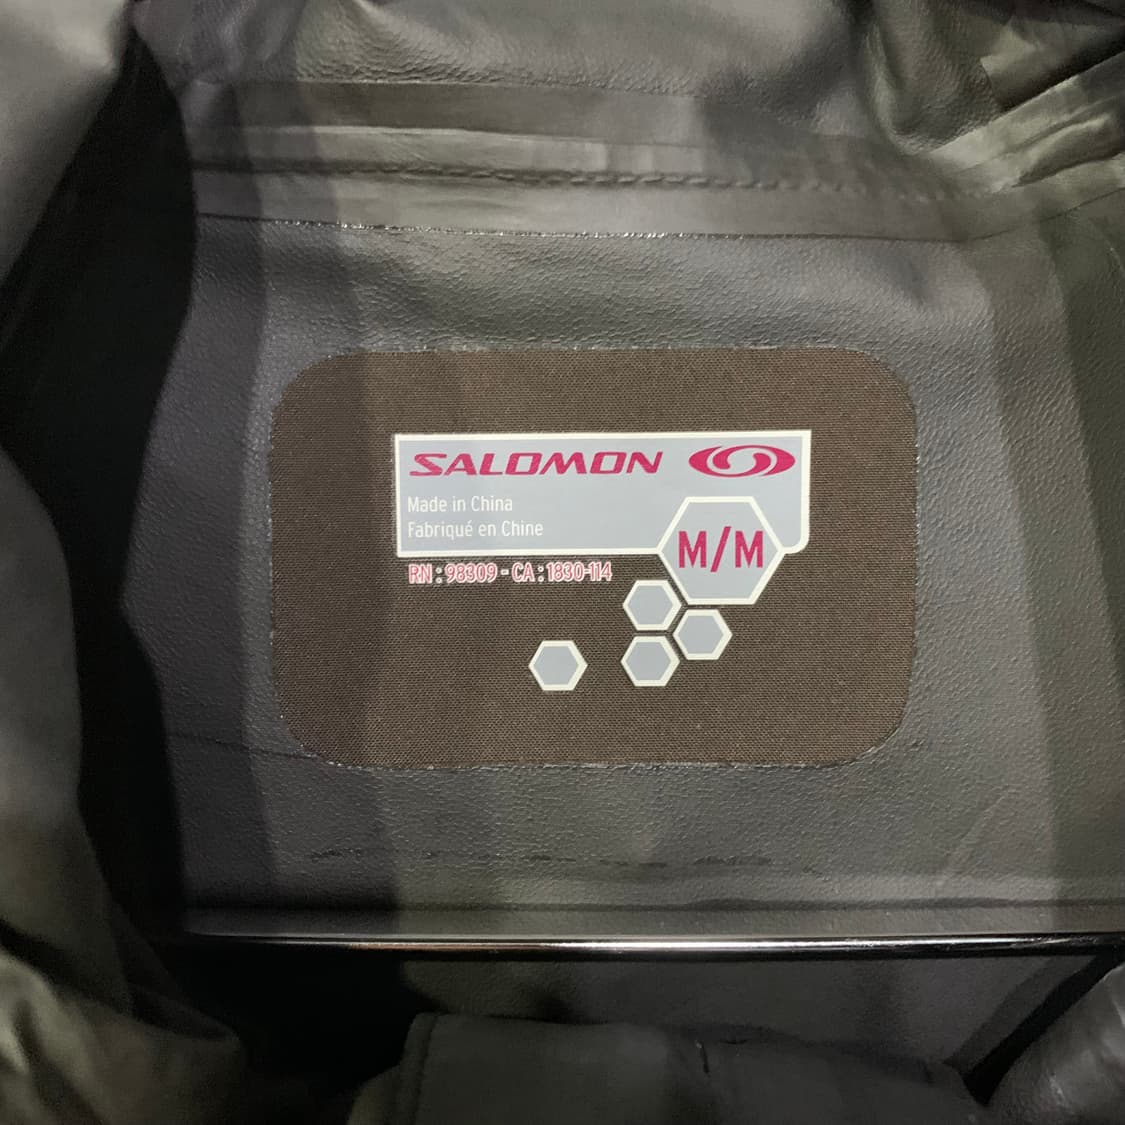 SALOMON
Made in China
Fabriqué en Chine
M/M
RN : 98309 - CA : 1830-114